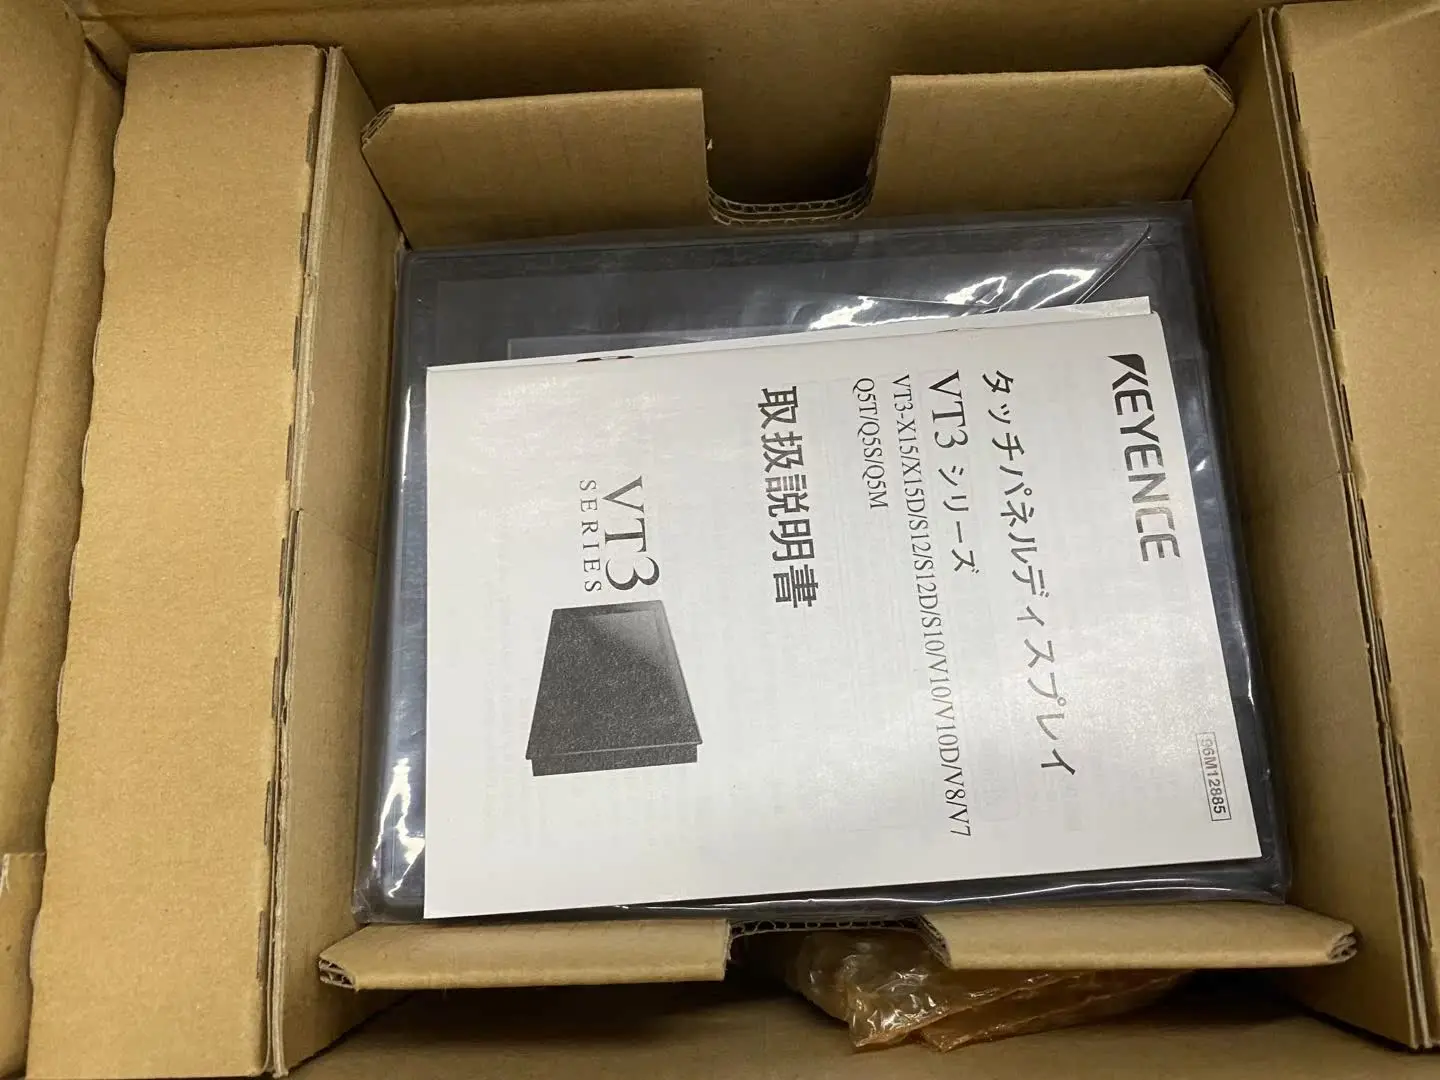 KEYENCE
96M12885
タッチパネルディスプレイ
VT3 シリーズ
VT3-X15/X15D/S12/S12D/S10/V10/V10D/V8/V7
Q5T/Q5S/Q5M
取扱説明書
VT3
SERIES